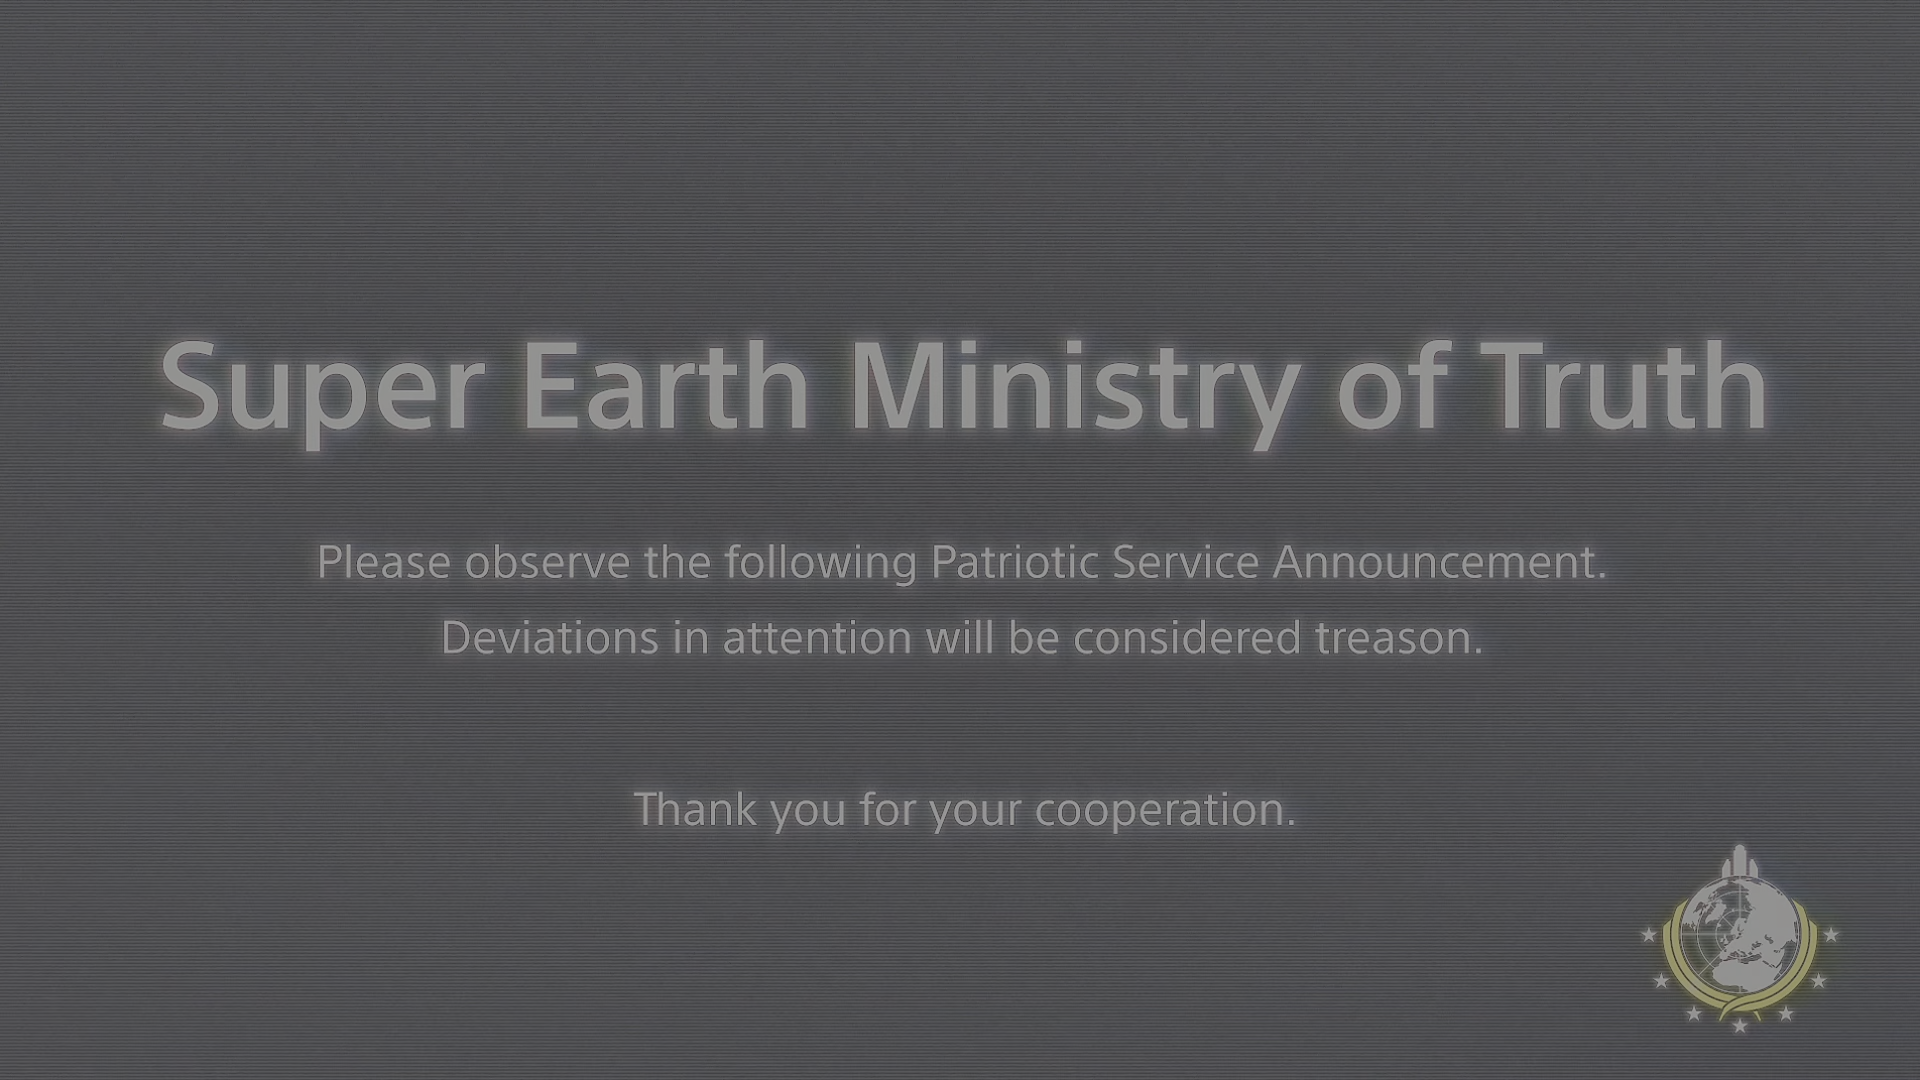 Super Earth Ministry of Truth
Please observe the following Patriotic Service Announcement.
Deviations in attention will be considered treason.
Thank you for your cooperation.